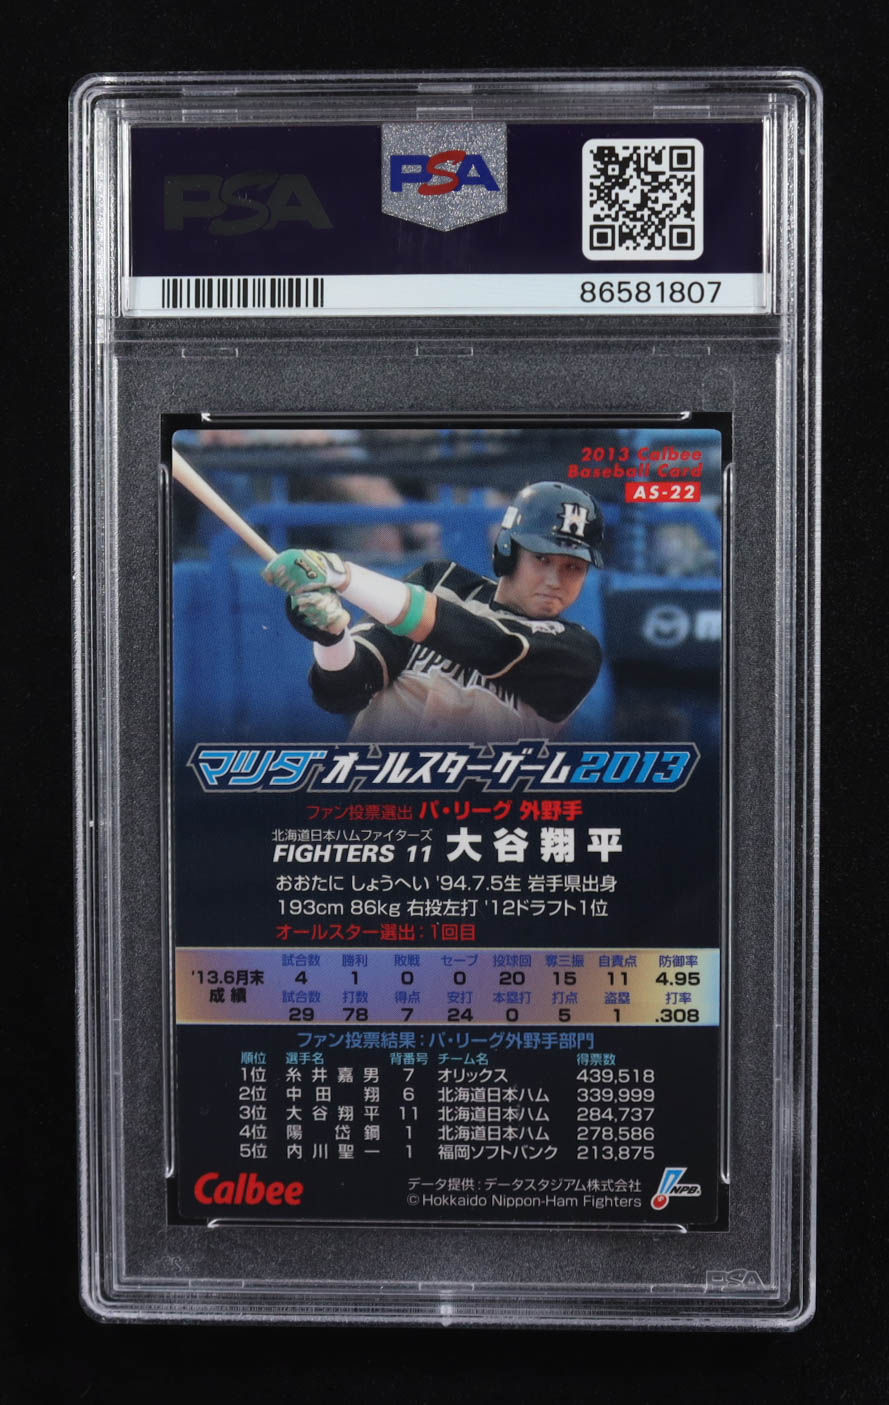 PSA
PSA
86581807
2013 Calbee
Baseball Card
AS-22
H
NIPPON
マツダオールスターゲーム2013
ファン投票選出 パ・リーグ 外野手
北海道日本ハムファイターズ
FIGHTERS 11 大谷翔平
おおたに しょうへい '94.7.5生 岩手県出身
193cm 86kg 右投左打 '12ドラフト1位
オールスター選出:1回目
'13.6月末
成績
試合数 勝利 敗戦 セーブ 投球回 奪三振 自責点 防御率
4 1 0 0 20 15 11 4.95
試合数 打数 得点 安打 本塁打 打点 盗塁 打率
29 78 7 24 0 5 1 .308
ファン投票結果:パ・リーグ外野手部門
順位 選手名 背番号 チーム名 得票数
1位 糸井嘉男 7 オリックス 439,518
2位 中田 翔 6 北海道日本ハム 339,999
3位 大谷翔平 11 北海道日本ハム 284,737
4位 陽 岱鋼 1 北海道日本ハム 278,586
5位 内川聖一 1 福岡ソフトバンク 213,875
Calbee
データ提供:データスタジアム株式会社
©Hokkaido Nippon-Ham Fighters
NPB
PSA